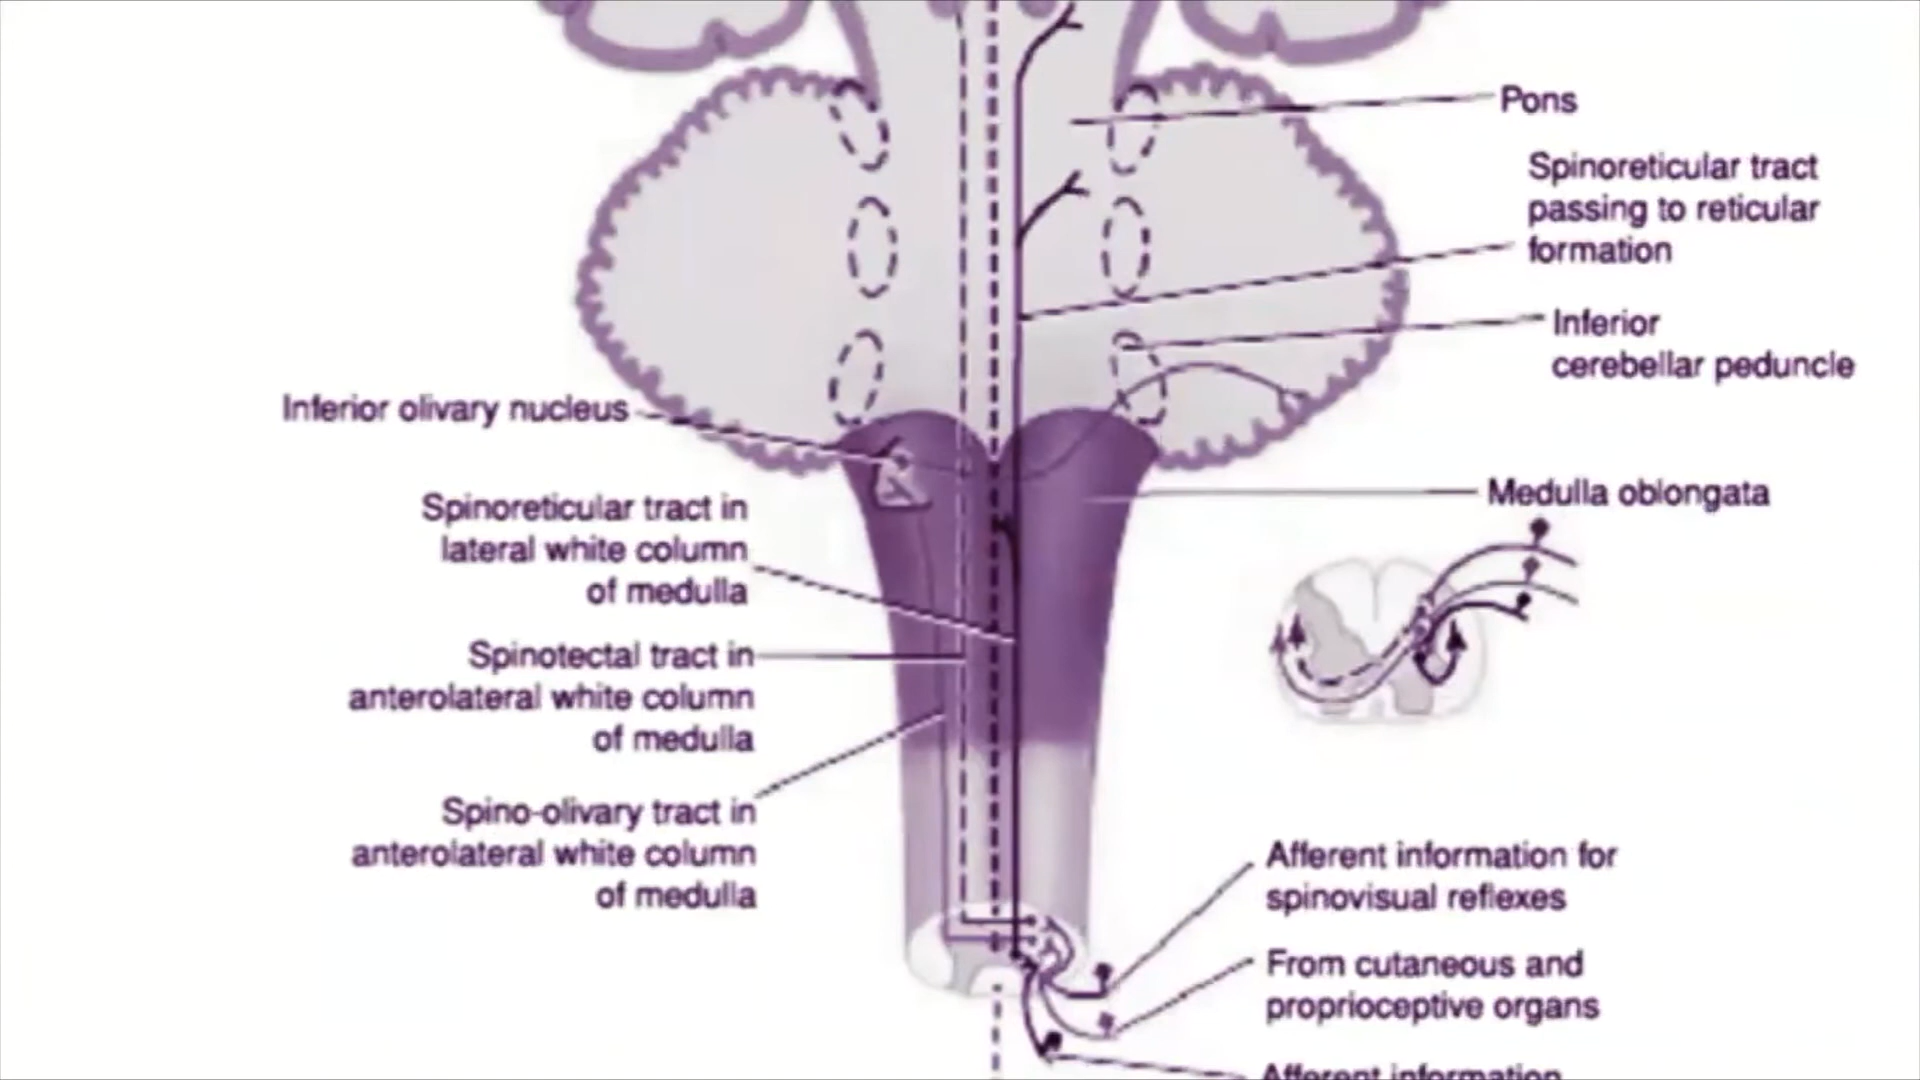 Pons
Spinoreticular tract
passing to reticular
formation
Inferior
cerebellar peduncle
Inferior olivary nucleus
Medulla oblongata
Spinoreticular tract in
lateral white column
of medulla
Spinotectal tract in
anterolateral white column
of medulla
Spino-olivary tract in
anterolateral white column
of medulla
Afferent information for
spinovisual reflexes
From cutaneous and
proprioceptive organs
Afferent information